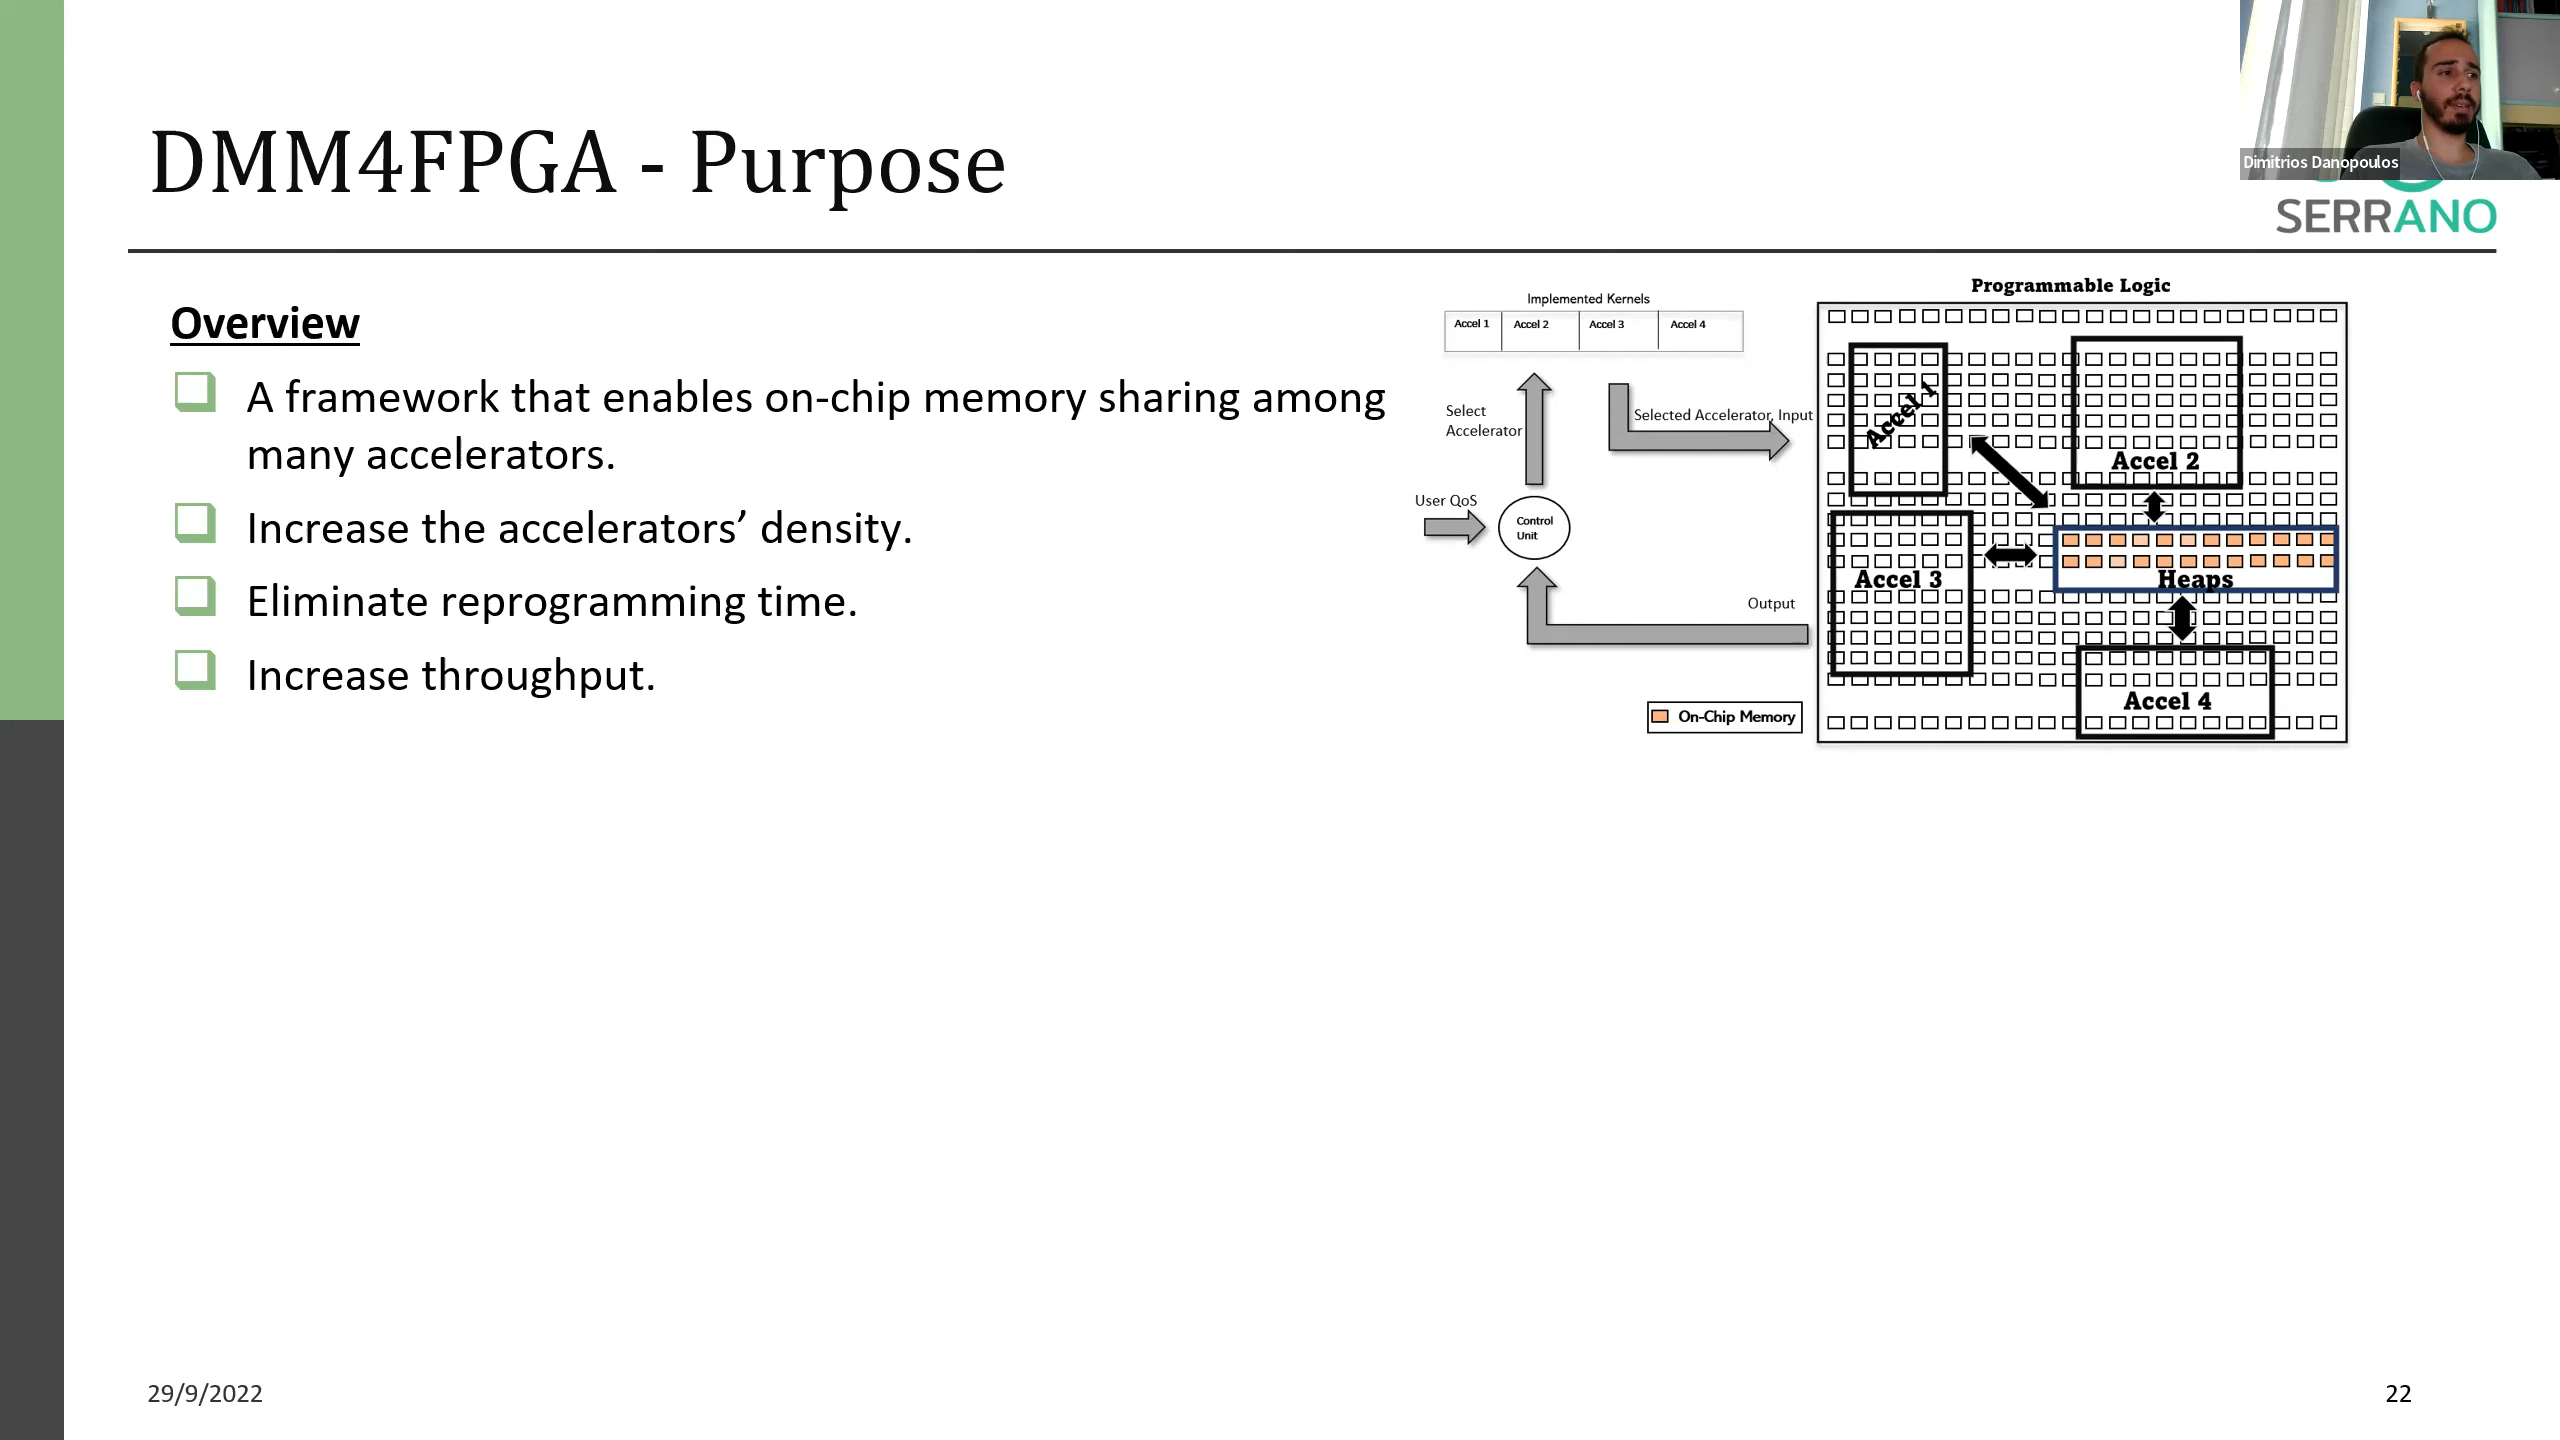 Dimitrios Danopoulos
DMM4FPGA - Purpose
SERRANO
Overview
A framework that enables on-chip memory sharing among
many accelerators.
Increase the accelerators’ density.
Eliminate reprogramming time.
Increase throughput.
Implemented Kernels
Accel 1 Accel 2 Accel 3 Accel 4
Select
Accelerator
Selected Accelerator, Input
User QoS
Control
Unit
Output
On-Chip Memory
Programmable Logic
Accel 1
Accel 2
Accel 3
Heaps
Accel 4
29/9/2022
22